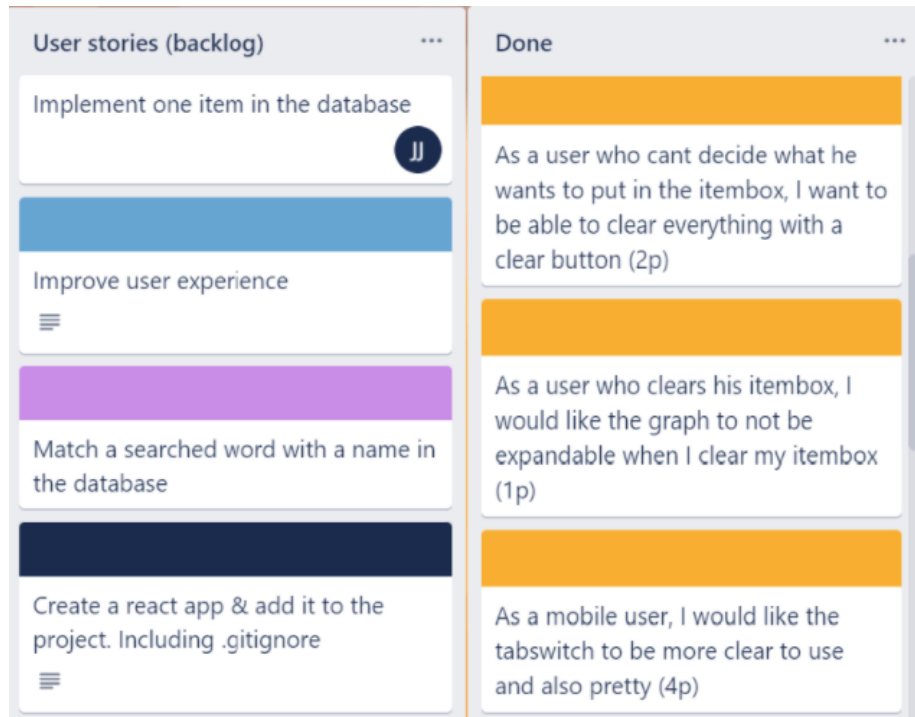 User stories (backlog)
Implement one item in the database
JJ
Improve user experience
Match a searched word with a name in
the database
Create a react app & add it to the
project. Including .gitignore
Done
As a user who cant decide what he
wants to put in the itembox, I want to
be able to clear everything with a
clear button (2p)
As a user who clears his itembox, I
would like the graph to not be
expandable when I clear my itembox
(1p)
As a mobile user, I would like the
tabswitch to be more clear to use
and also pretty (4p)